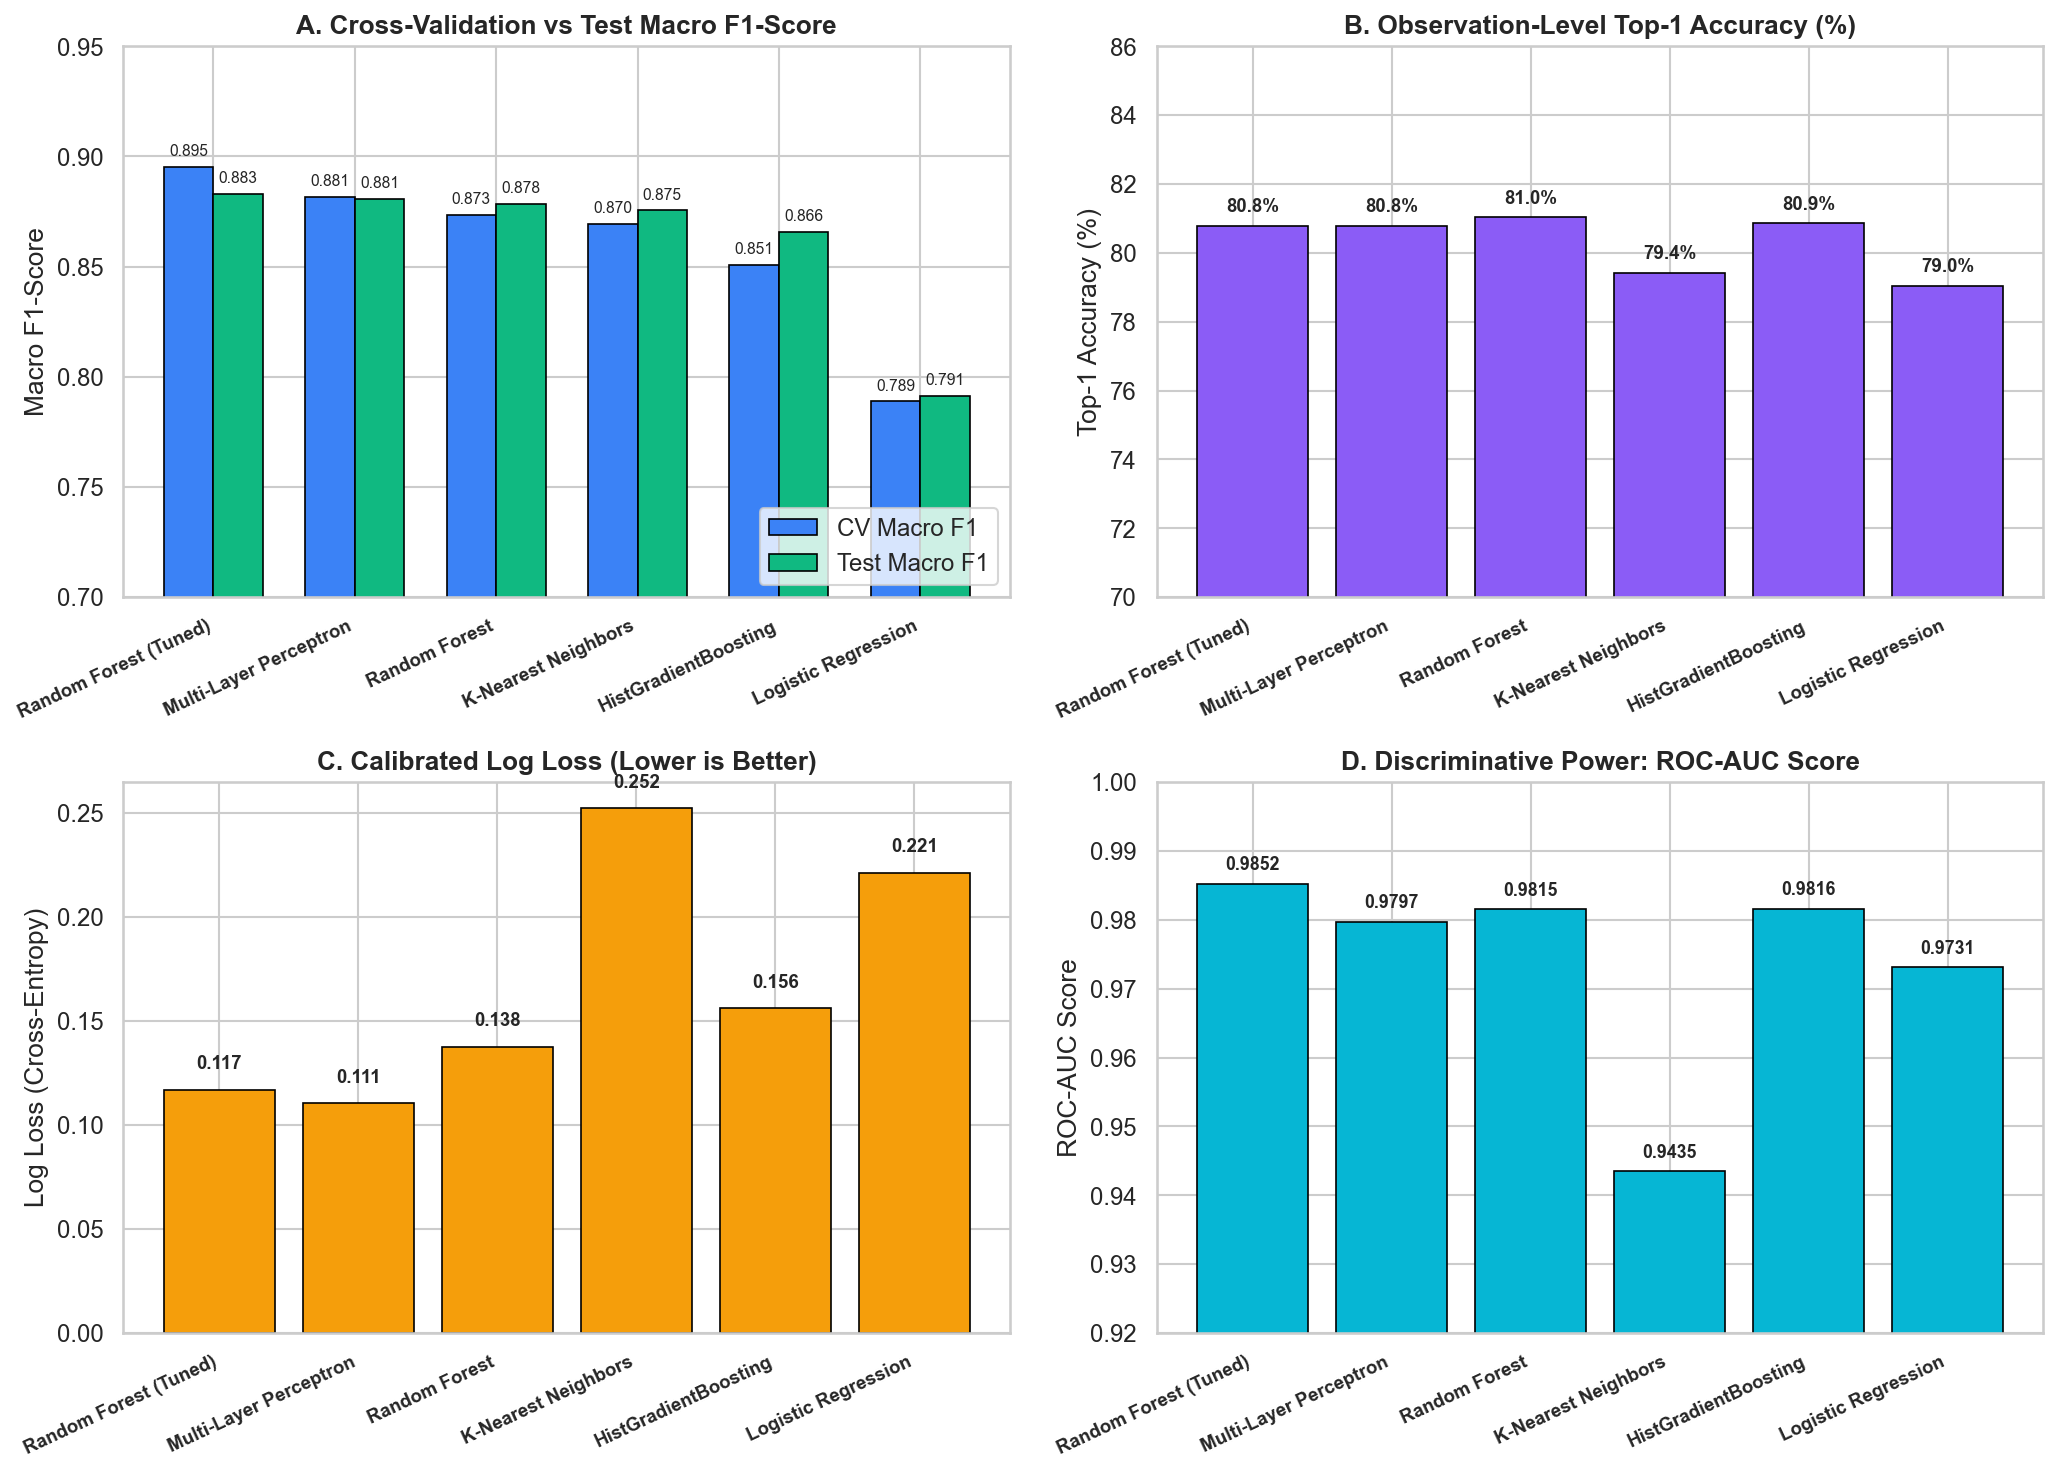 A. Cross-Validation vs Test Macro F1-Score
Macro F1-Score
0.95
0.90
0.85
0.80
0.75
0.70
0.895
0.883
0.881
0.881
0.873
0.878
0.870
0.875
0.851
0.866
0.789
0.791
CV Macro F1
Test Macro F1
Random Forest (Tuned)
Multi-Layer Perceptron
Random Forest
K-Nearest Neighbors
HistGradientBoosting
Logistic Regression
B. Observation-Level Top-1 Accuracy (%)
Top-1 Accuracy (%)
86
84
82
80
78
76
74
72
70
80.8%
80.8%
81.0%
79.4%
80.9%
79.0%
Random Forest (Tuned)
Multi-Layer Perceptron
Random Forest
K-Nearest Neighbors
HistGradientBoosting
Logistic Regression
C. Calibrated Log Loss (Lower is Better)
Log Loss (Cross-Entropy)
0.25
0.20
0.15
0.10
0.05
0.00
0.117
0.111
0.138
0.252
0.156
0.221
Random Forest (Tuned)
Multi-Layer Perceptron
Random Forest
K-Nearest Neighbors
HistGradientBoosting
Logistic Regression
D. Discriminative Power: ROC-AUC Score
ROC-AUC Score
1.00
0.99
0.98
0.97
0.96
0.95
0.94
0.93
0.92
0.9852
0.9797
0.9815
0.9435
0.9816
0.9731
Random Forest (Tuned)
Multi-Layer Perceptron
Random Forest
K-Nearest Neighbors
HistGradientBoosting
Logistic Regression